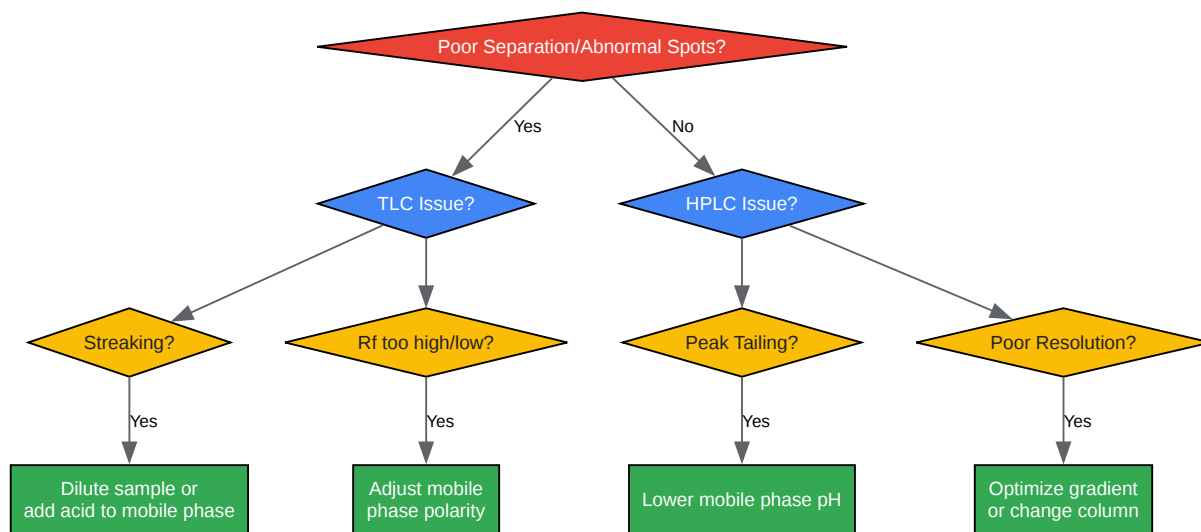 Poor Separation/Abnormal Spots?
Yes
No
TLC Issue?
HPLC Issue?
Streaking?
Rf too high/low?
Peak Tailing?
Poor Resolution?
Yes
Yes
Yes
Yes
Dilute sample or
add acid to mobile phase
Adjust mobile
phase polarity
Lower mobile phase pH
Optimize gradient
or change column